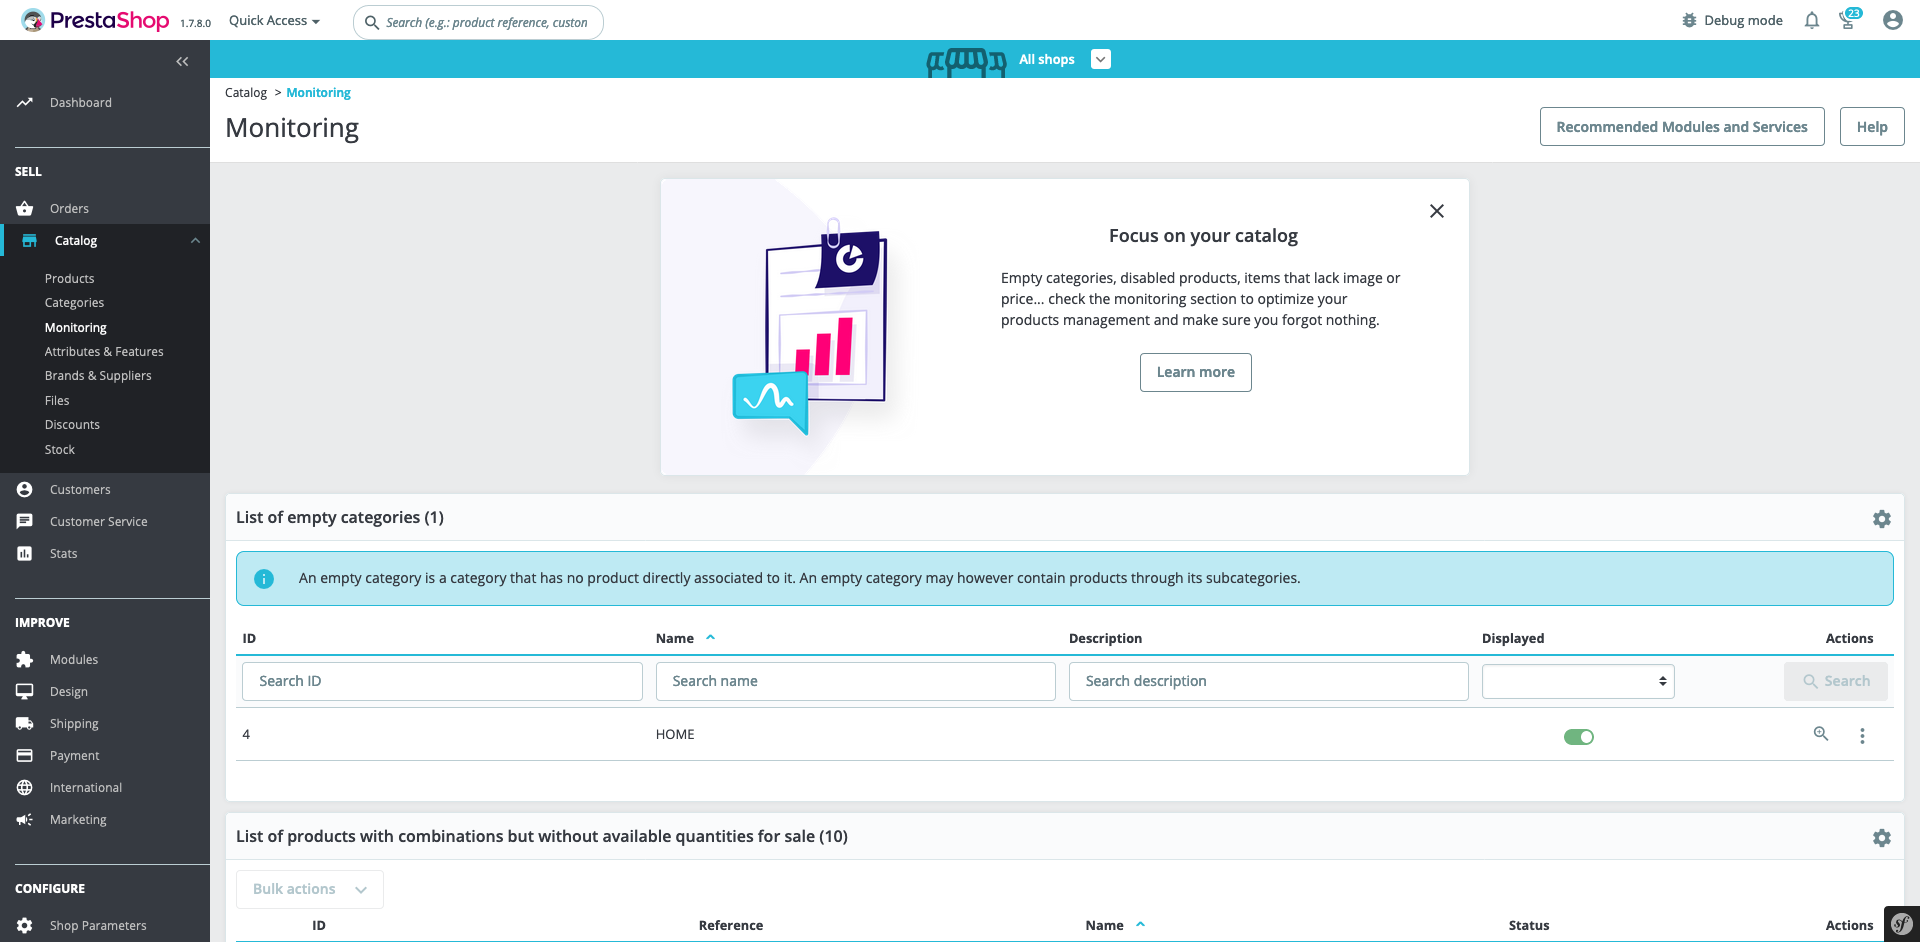 PrestaShop 1.7.8.0 Quick Access Search (e.g.: product reference, custon Debug mode 23
All shops
Catalog > Monitoring
Monitoring
Recommended Modules and Services
Help
Dashboard
SELL
Orders
Catalog
Products
Categories
Monitoring
Attributes & Features
Brands & Suppliers
Files
Discounts
Stock
Customers
Customer Service
Stats
IMPROVE
Modules
Design
Shipping
Payment
International
Marketing
CONFIGURE
Shop Parameters
Focus on your catalog
Empty categories, disabled products, items that lack image or
price... check the monitoring section to optimize your
products management and make sure you forgot nothing.
Learn more
List of empty categories (1)
An empty category is a category that has no product directly associated to it. An empty category may however contain products through its subcategories.
ID Name Description Displayed Actions
Search ID Search name Search description Search
4 HOME
List of products with combinations but without available quantities for sale (10)
Bulk actions
ID Reference Name Status Actions
sf